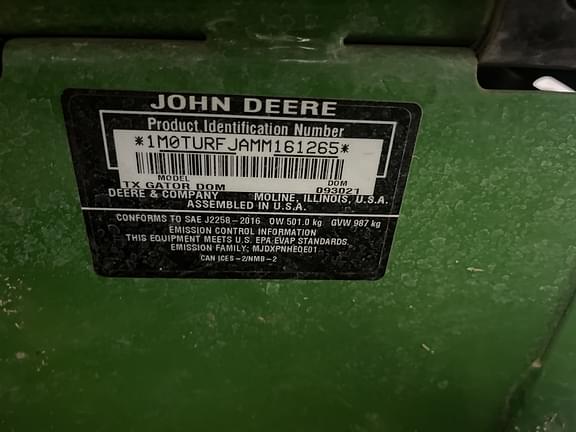 JOHN DEERE
Product Identification Number
*1M0TURFJAMM161265*
MODEL DOM
TX GATOR DOM 093021
DEERE & COMPANY MOLINE, ILLINOIS, U.S.A.
ASSEMBLED IN U.S.A.
CONFORMS TO SAE J2258-2016 OW 501.0 kg GVW 987 kg
EMISSION CONTROL INFORMATION
THIS EQUIPMENT MEETS U.S. EPA EVAP STANDARDS.
EMISSION FAMILY: MJDXPNHEQE01
CAN ICES-2/NMB-2